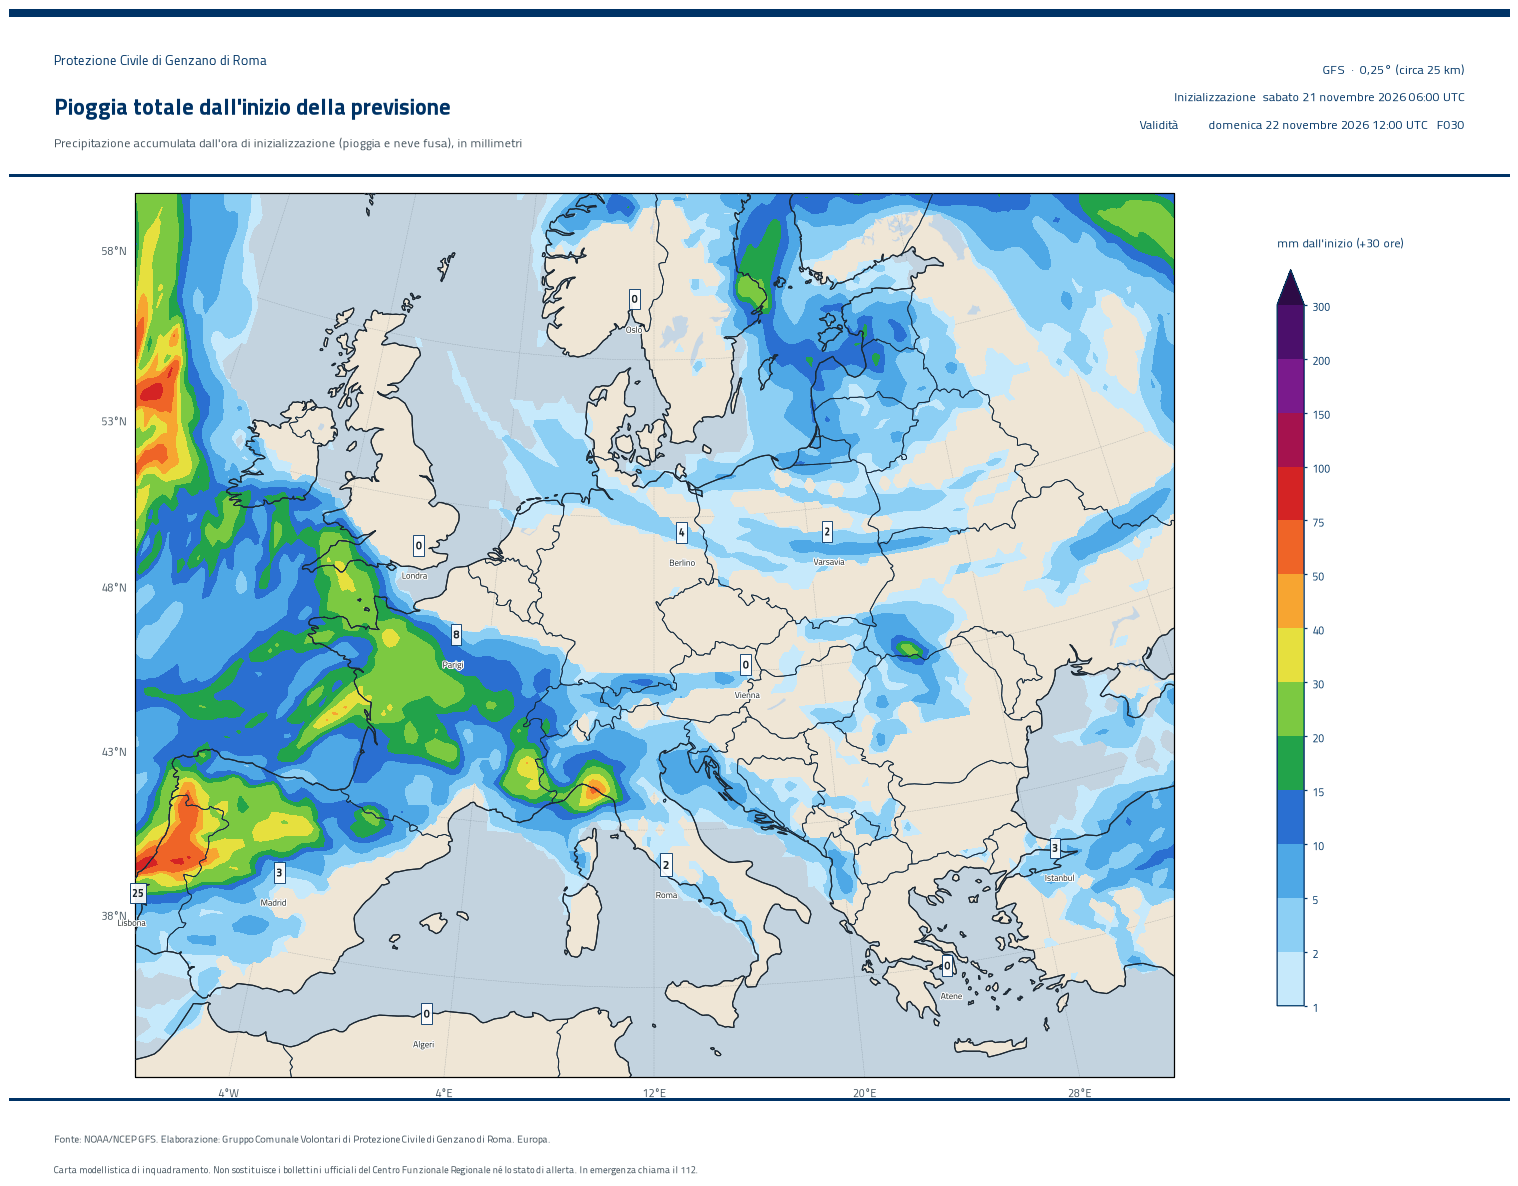 Protezione Civile di Genzano di Roma
Pioggia totale dall'inizio della previsione
Precipitazione accumulata dall'ora di inizializzazione (pioggia e neve fusa), in millimetri
GFS · 0,25° (circa 25 km)
Inizializzazione sabato 21 novembre 2026 06:00 UTC
Validità domenica 22 novembre 2026 12:00 UTC F030
mm dall'inizio (+30 ore)
300
200
150
100
75
50
40
30
20
15
10
5
2
1
58°N
53°N
48°N
43°N
38°N
4°W
4°E
12°E
20°E
28°E
0
Oslo
0
Londra
4
Berlino
2
Varsavia
8
Parigi
0
Vienna
3
Madrid
25
Lisbona
2
Roma
3
Istanbul
0
Atene
0
Algeri
Fonte: NOAA/NCEP GFS. Elaborazione: Gruppo Comunale Volontari di Protezione Civile di Genzano di Roma. Europa.
Carta modellistica di inquadramento. Non sostituisce i bollettini ufficiali del Centro Funzionale Regionale né lo stato di allerta. In emergenza chiama il 112.